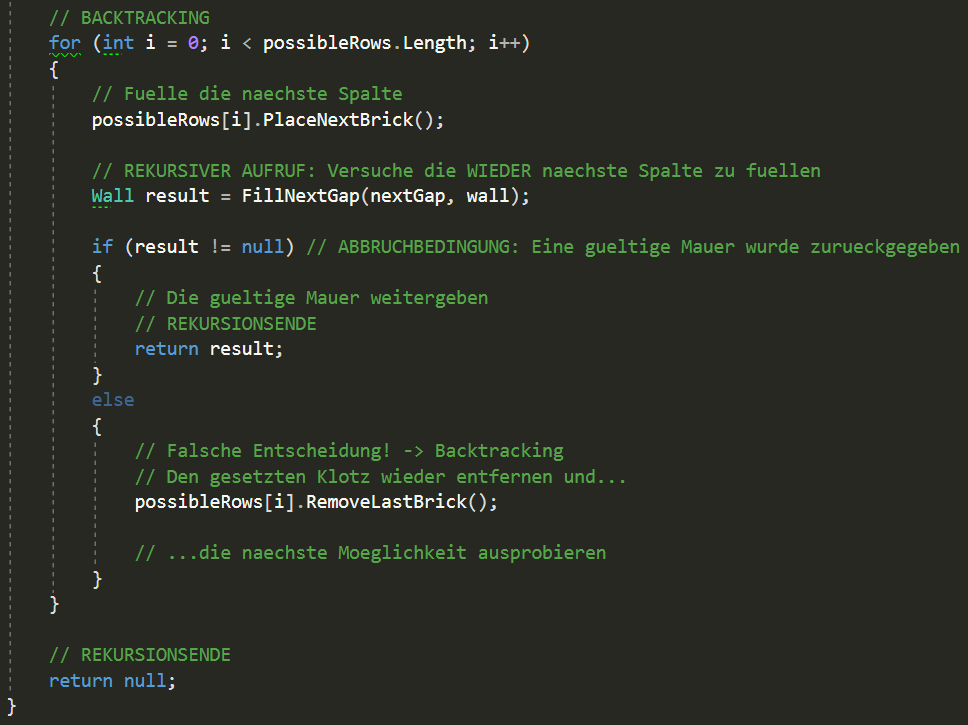 // BACKTRACKING
for (int i = 0; i < possibleRows.Length; i++)
{
// Fuelle die naechste Spalte
possibleRows[i].PlaceNextBrick();
// REKURSIVER AUFRUF: Versuche die WIEDER naechste Spalte zu fuellen
Wall result = FillNextGap(nextGap, wall);
if (result != null) // ABBRUCHBEDINGUNG: Eine gueltige Mauer wurde zurueckgegeben
{
// Die gueltige Mauer weitergeben
// REKURSIONSENDE
return result;
}
else
{
// Falsche Entscheidung! -> Backtracking
// Den gesetzten Klotz wieder entfernen und...
possibleRows[i].RemoveLastBrick();
// ...die naechste Moeglichkeit ausprobieren
}
}
// REKURSIONSENDE
return null;
}